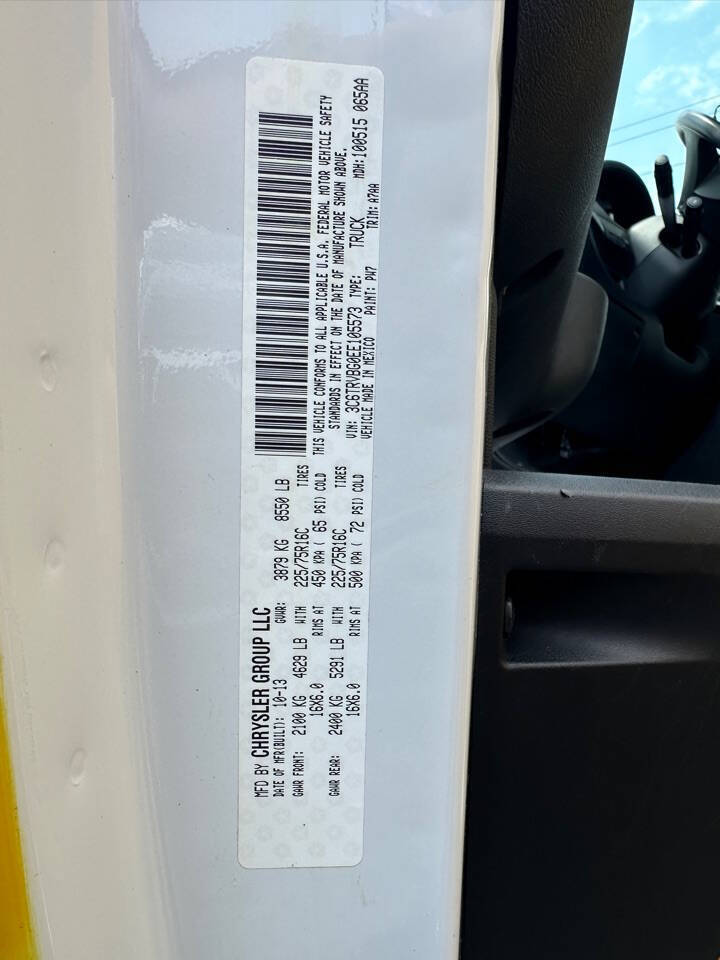 MFD BY CHRYSLER GROUP LLC
DATE OF MFR(BUILT): 10-13 GVWR: 3879 KG 8550 LB
GAWR FRONT: 2100 KG 4629 LB WITH 225/75R16C TIRES
16X6.0 RIMS AT 450 KPA ( 65 PSI) COLD
GAWR REAR: 2400 KG 5291 LB WITH 225/75R16C TIRES
16X6.0 RIMS AT 500 KPA ( 72 PSI) COLD
THIS VEHICLE CONFORMS TO ALL APPLICABLE U.S.A. FEDERAL MOTOR VEHICLE SAFETY
STANDARDS IN EFFECT ON THE DATE OF MANUFACTURE SHOWN ABOVE.
VIN: 3C6TRVBG0EE105573 TYPE: TRUCK MDH:100515 065AA
VEHICLE MADE IN MEXICO PAINT: PW7 TRIM: A7AA